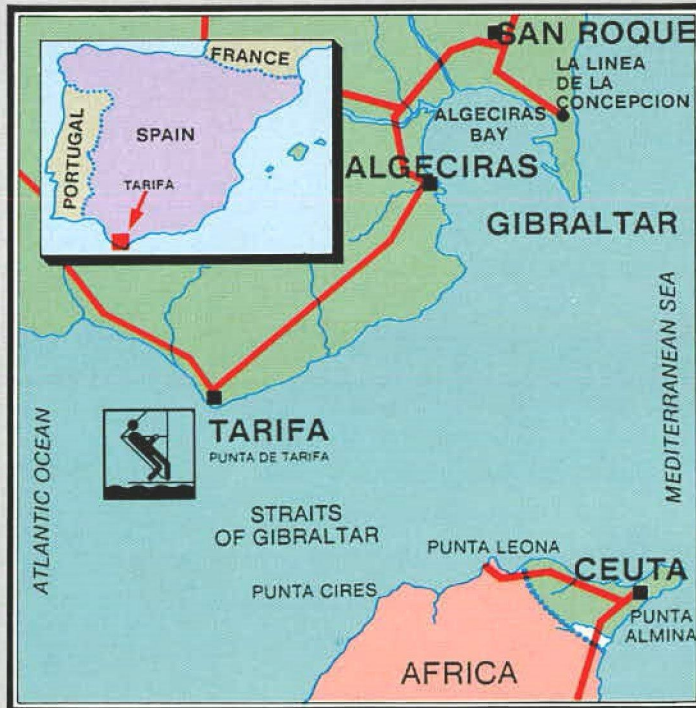 FRANCE
PORTUGAL
SPAIN
TARIFA
SAN ROQUE
LA LINEA
DE LA
CONCEPCION
ALGECIRAS
BAY
ALGECIRAS
GIBRALTAR
MEDITERRANEAN SEA
ATLANTIC OCEAN
TARIFA
PUNTA DE TARIFA
STRAITS
OF GIBRALTAR
PUNTA LEONA
CEUTA
PUNTA CIRES
PUNTA
ALMINA
AFRICA